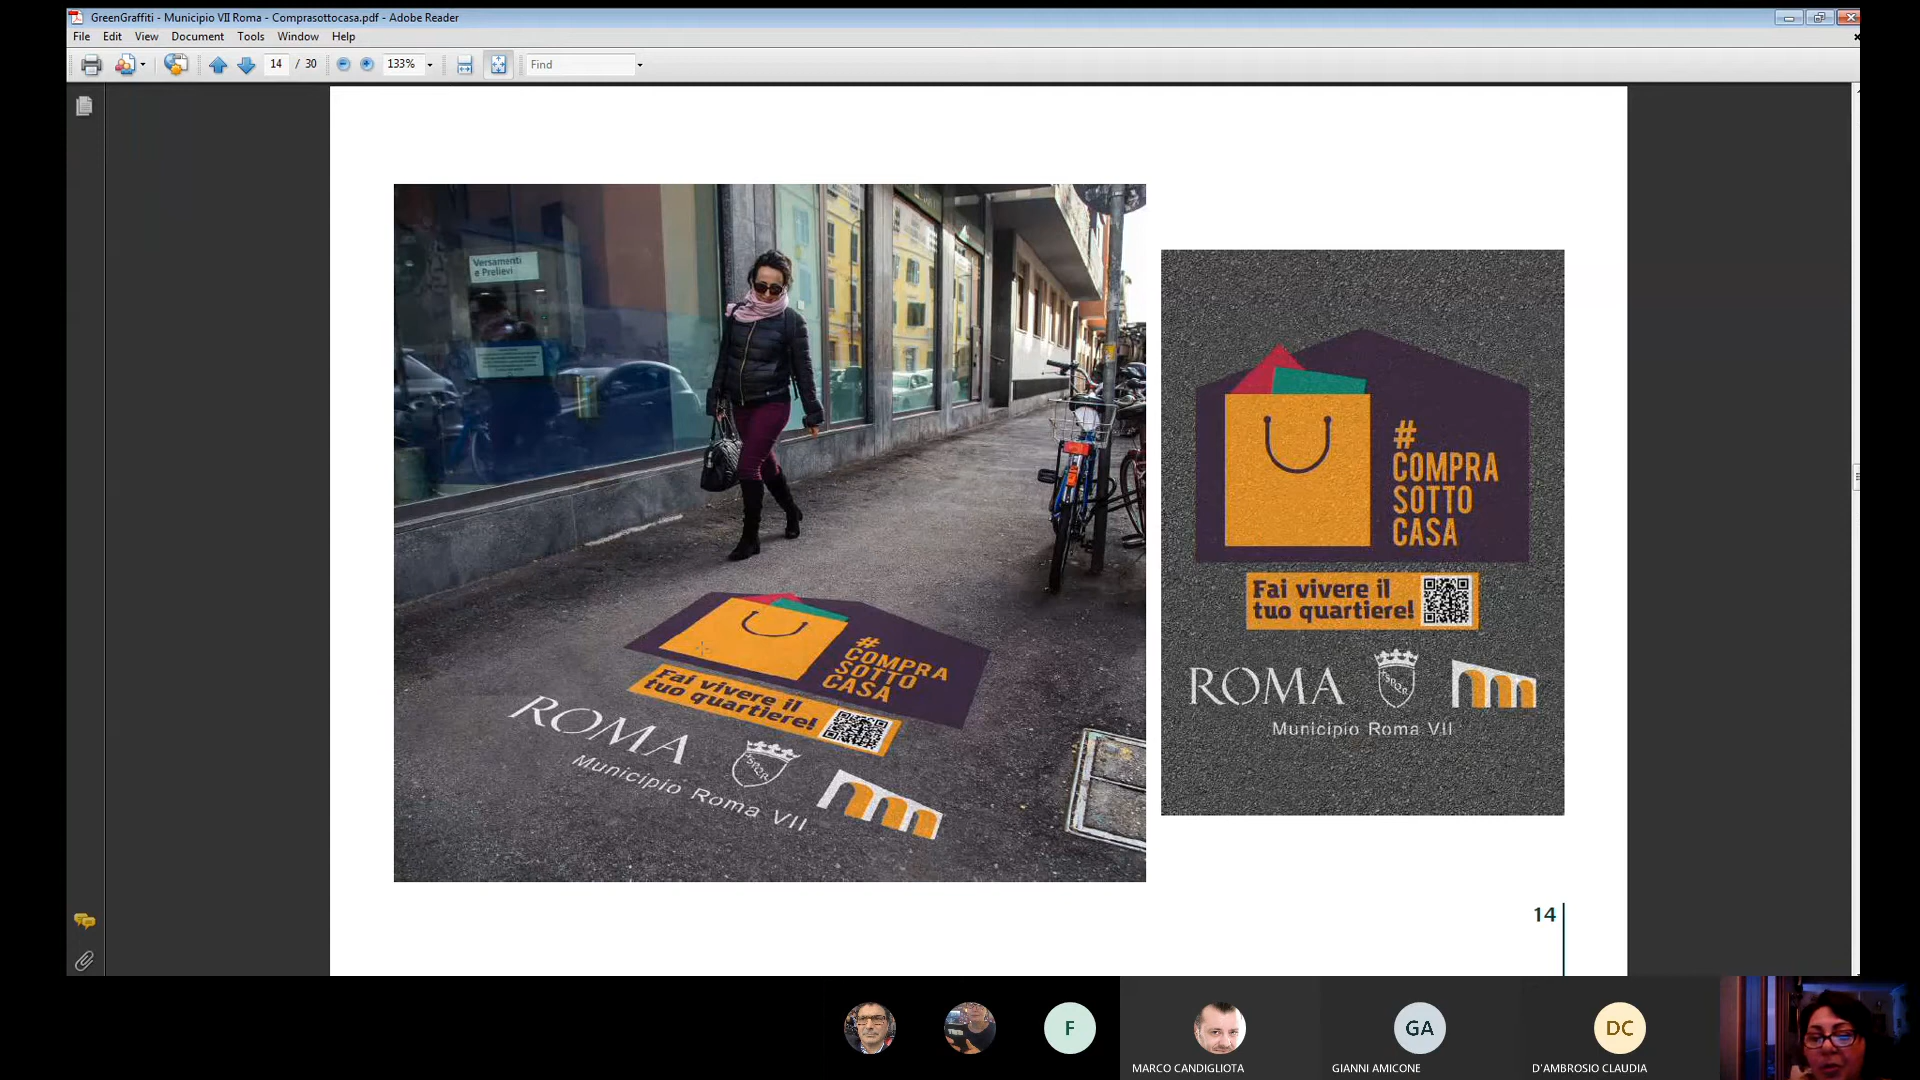 GreenGraffiti - Municipio VII Roma - Comprasottocasa.pdf - Adobe Reader
File Edit View Document Tools Window Help
14 / 30 133% Find
Versamenti
e Prelievi
#
COMPRA
SOTTO
CASA
Fai vivere il
tuo quartiere!
ROMA
SPQR
Municipio Roma VII
#
COMPRA
SOTTO
CASA
Fai vivere il
tuo quartiere!
ROMA SPQR
Municipio Roma VII
14
F
GA
DC
MARCO CANDIGLIOTA
GIANNI AMICONE
D'AMBROSIO CLAUDIA